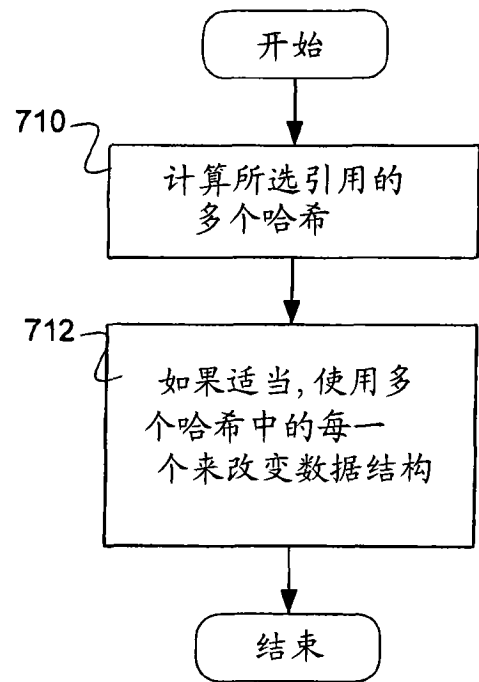 开始
710
计算所选引用的
多个哈希
712
如果适当,使用多
个哈希中的每一
个来改变数据结构
结束